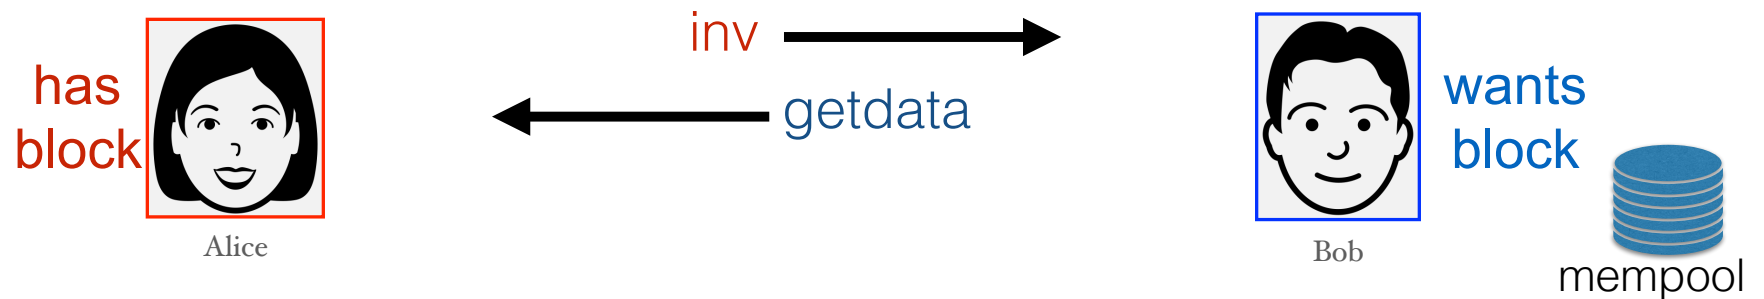 has
block
Alice
inv
getdata
wants
block
Bob
mempool